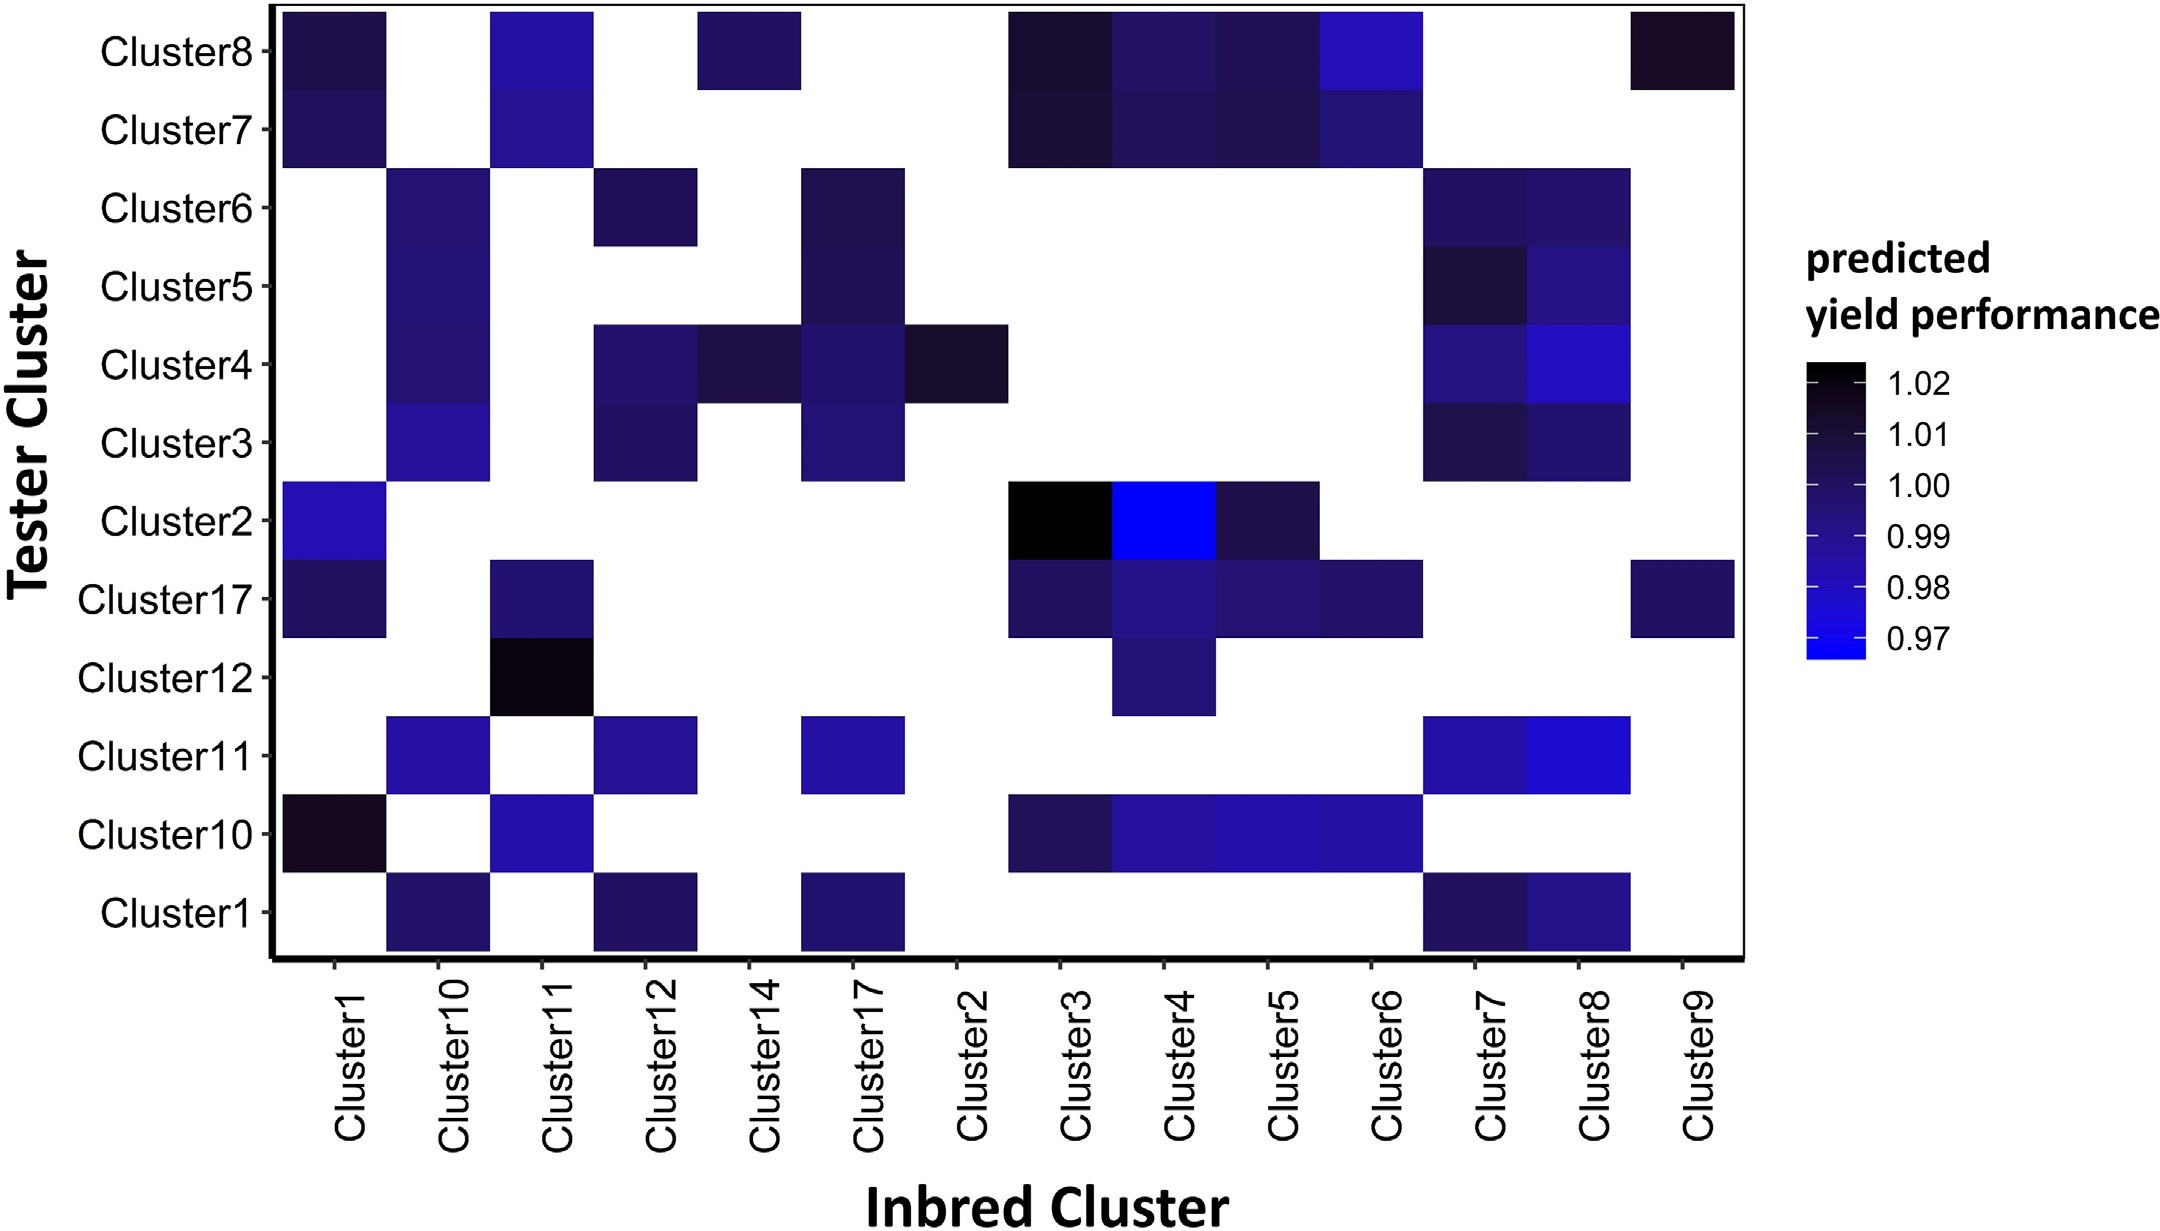 Tester Cluster
Cluster8
Cluster7
Cluster6
Cluster5
Cluster4
Cluster3
Cluster2
Cluster17
Cluster12
Cluster11
Cluster10
Cluster1
Cluster1
Cluster10
Cluster11
Cluster12
Cluster14
Cluster17
Cluster2
Cluster3
Cluster4
Cluster5
Cluster6
Cluster7
Cluster8
Cluster9
Inbred Cluster
predicted
yield performance
1.02
1.01
1.00
0.99
0.98
0.97